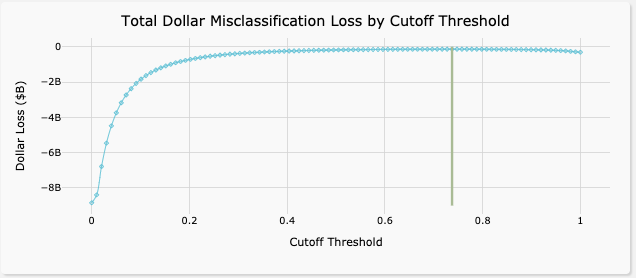 Total Dollar Misclassification Loss by Cutoff Threshold
Dollar Loss ($B)
0
−2B
−4B
−6B
−8B
0 0.2 0.4 0.6 0.8 1
Cutoff Threshold